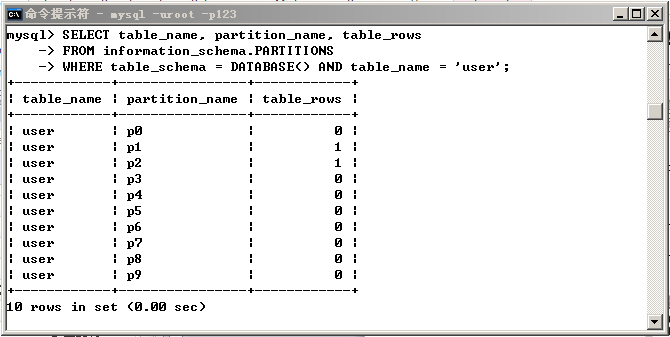 命令提示符 - mysql -uroot -p123
mysql> SELECT table_name, partition_name, table_rows
    -> FROM information_schema.PARTITIONS
    -> WHERE table_schema = DATABASE() AND table_name = 'user';
+------------+----------------+------------+
| table_name | partition_name | table_rows |
+------------+----------------+------------+
| user       | p0             |          0 |
| user       | p1             |          1 |
| user       | p2             |          1 |
| user       | p3             |          0 |
| user       | p4             |          0 |
| user       | p5             |          0 |
| user       | p6             |          0 |
| user       | p7             |          0 |
| user       | p8             |          0 |
| user       | p9             |          0 |
+------------+----------------+------------+
10 rows in set (0.00 sec)